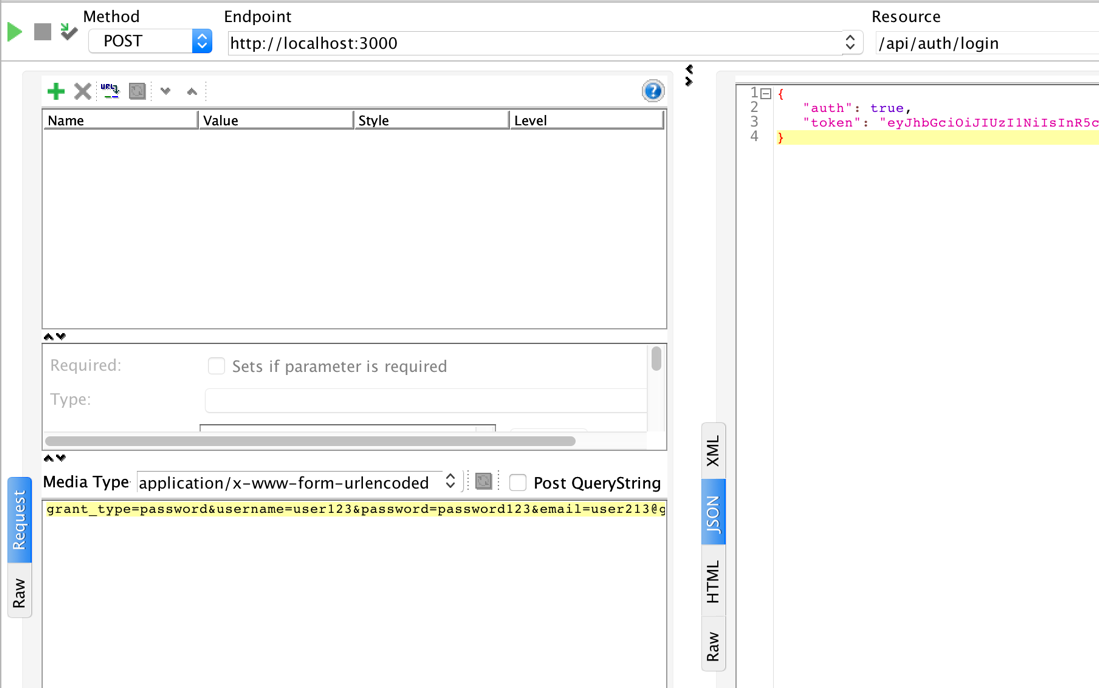 Method Endpoint Resource
POST http://localhost:3000 /api/auth/login
URL
?
Name Value Style Level
Required: Sets if parameter is required
Type:
Media Type application/x-www-form-urlencoded Post QueryString
grant_type=password&username=user123&password=password123&email=user213@g
Request
Raw
XML
JSON
HTML
Raw
1 {
2 "auth": true,
3 "token": "eyJhbGciOiJIUzI1NiIsInR5c
4 }